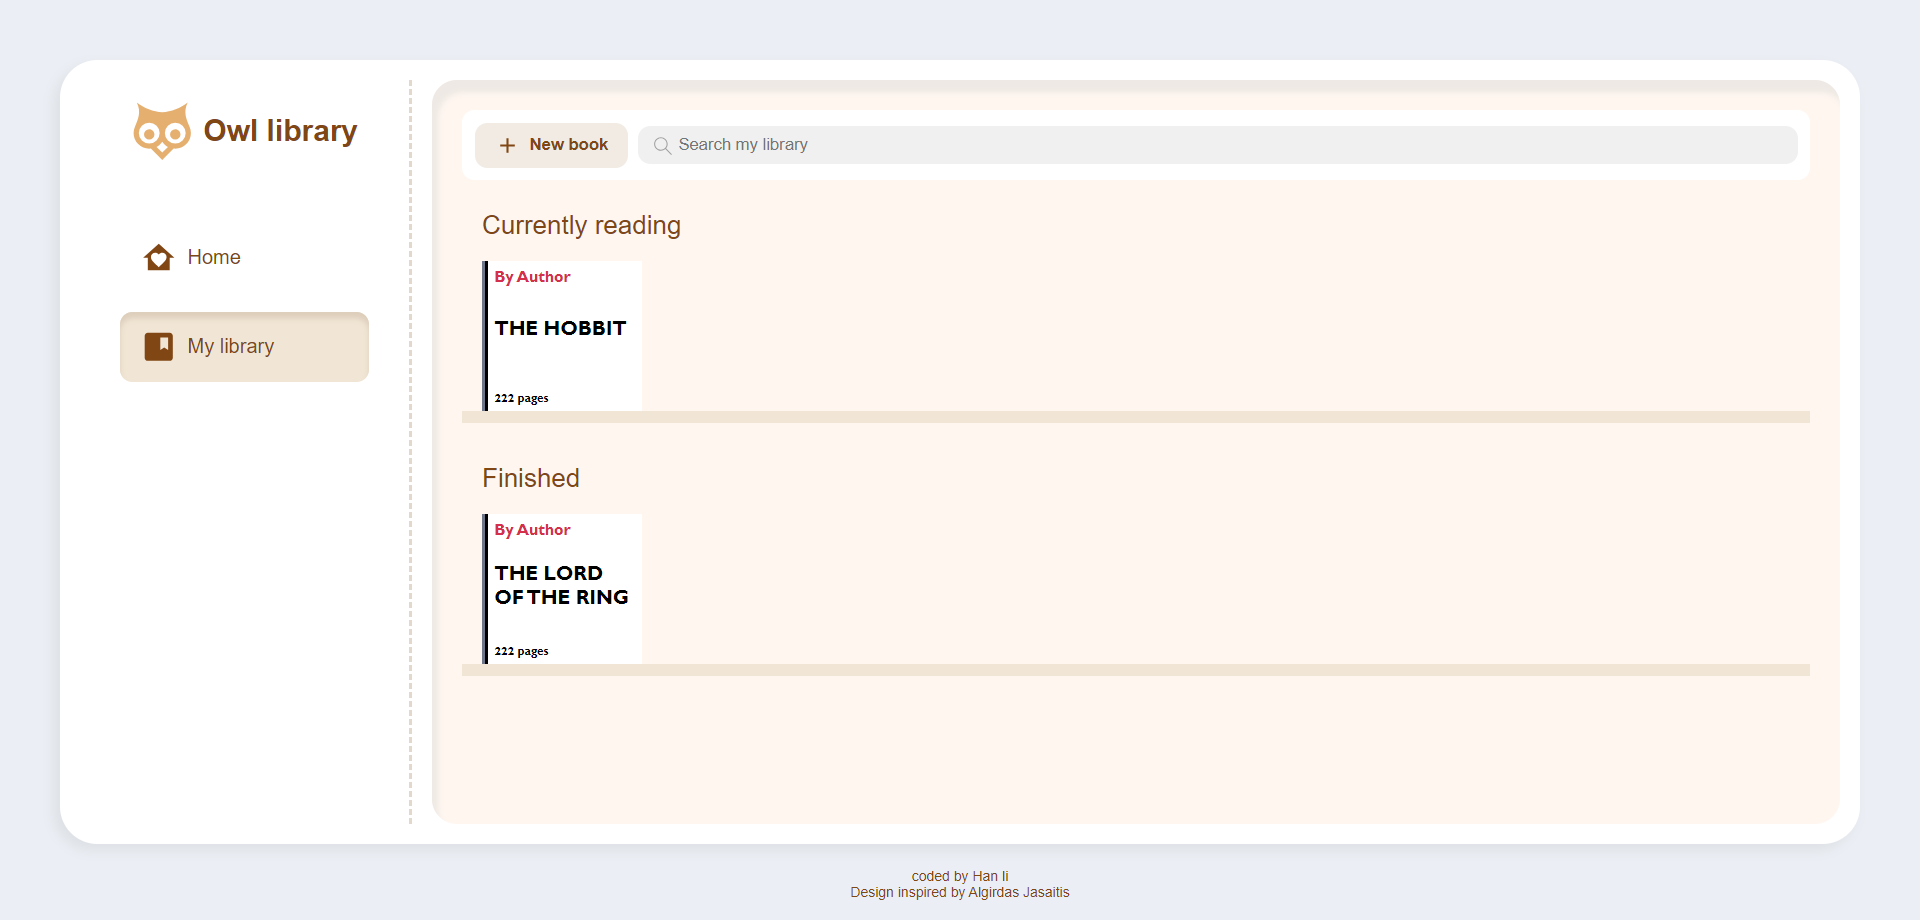 Owl library
Home
My library
New book
Search my library
Currently reading
By Author
THE HOBBIT
222 pages
Finished
By Author
THE LORD
OF THE RING
222 pages
coded by Han li
Design inspired by Algirdas Jasaitis